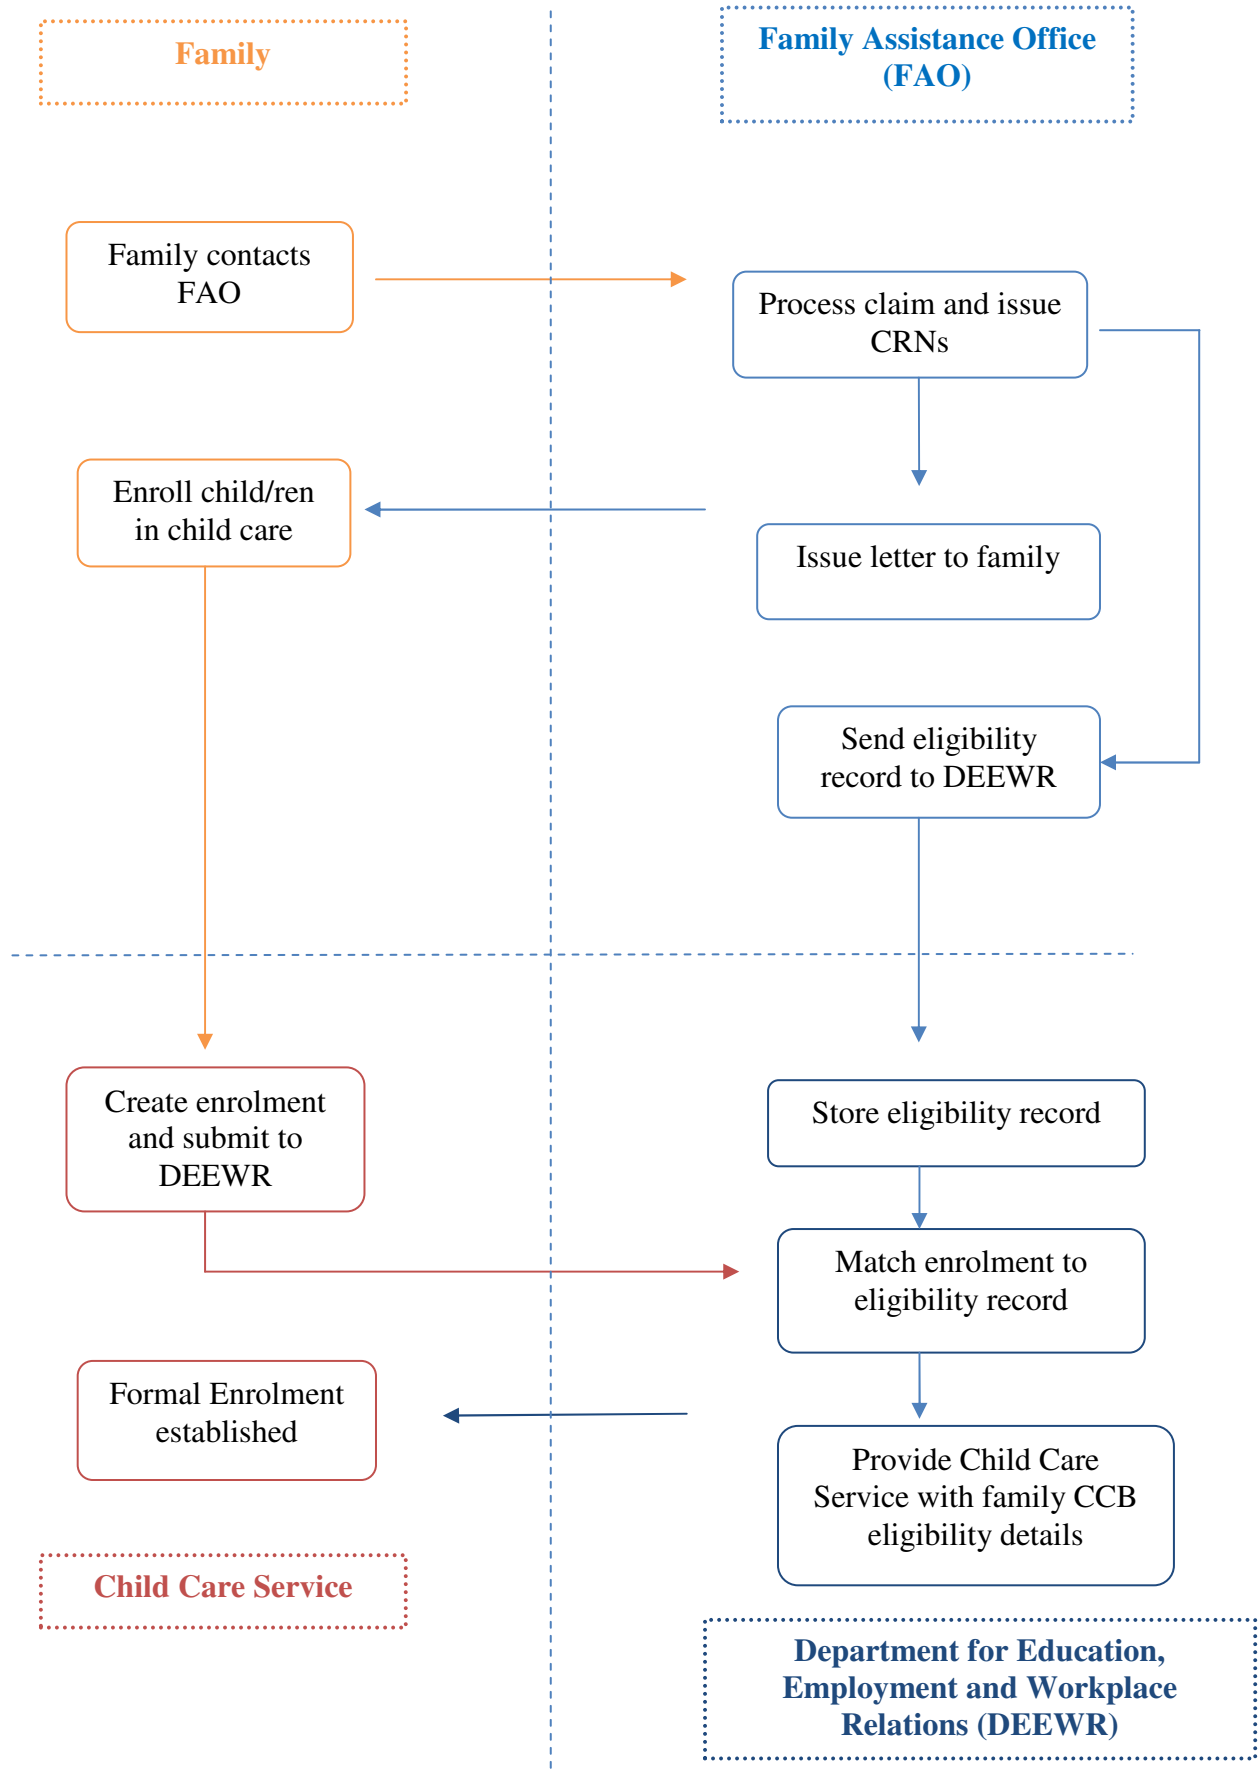 Family
Family Assistance Office
(FAO)
Family contacts
FAO
Process claim and issue
CRNs
Enroll child/ren
in child care
Issue letter to family
Send eligibility
record to DEEWR
Create enrolment
and submit to
DEEWR
Store eligibility record
Match enrolment to
eligibility record
Formal Enrolment
established
Provide Child Care
Service with family CCB
eligibility details
Child Care Service
Department for Education,
Employment and Workplace
Relations (DEEWR)